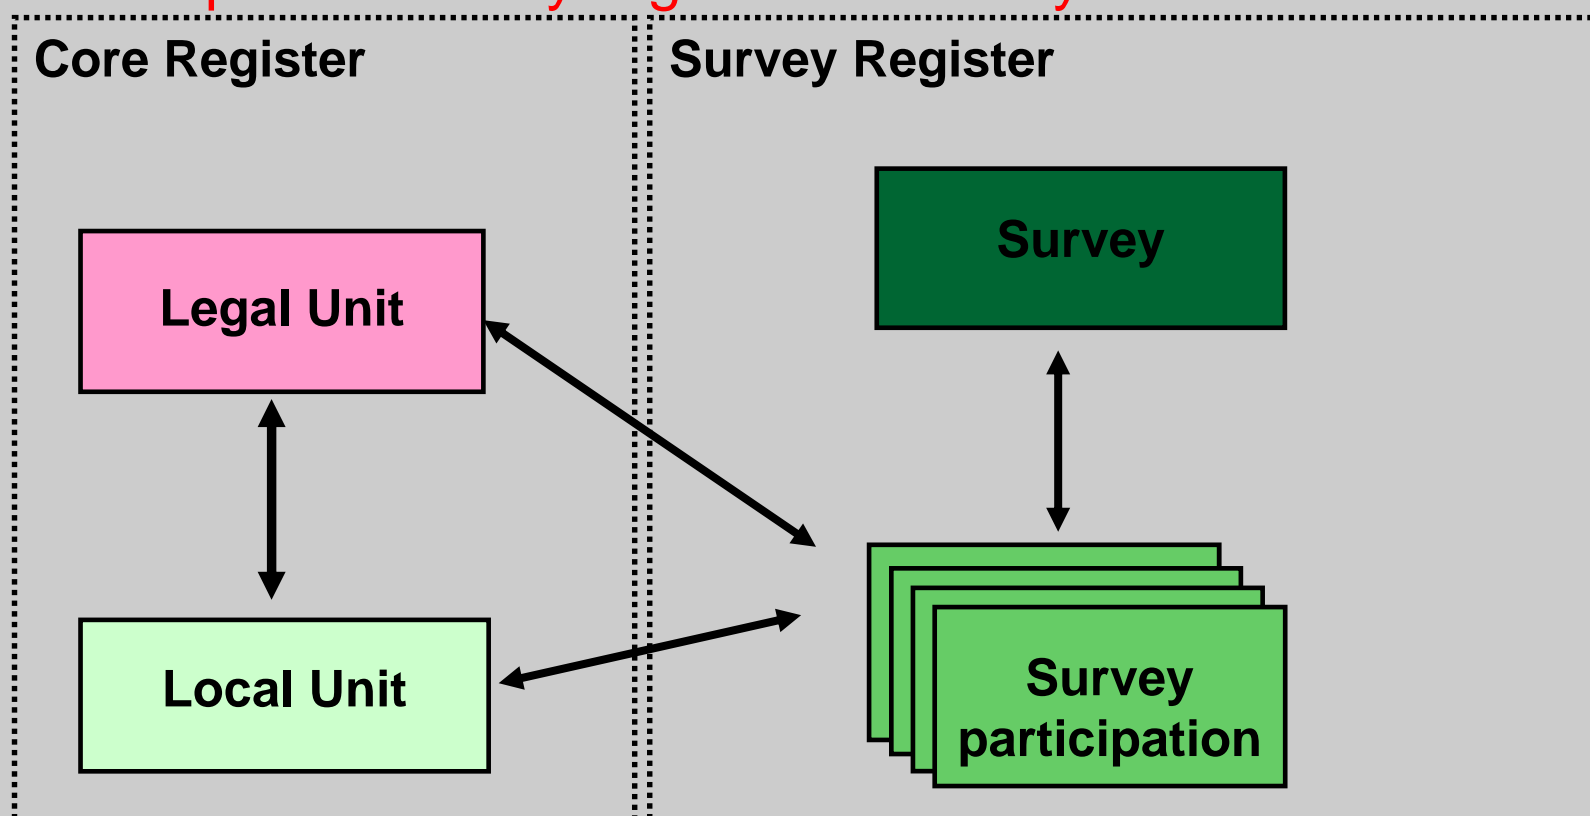 Core Register
Survey Register
Survey
Legal Unit
Local Unit
Survey
participation